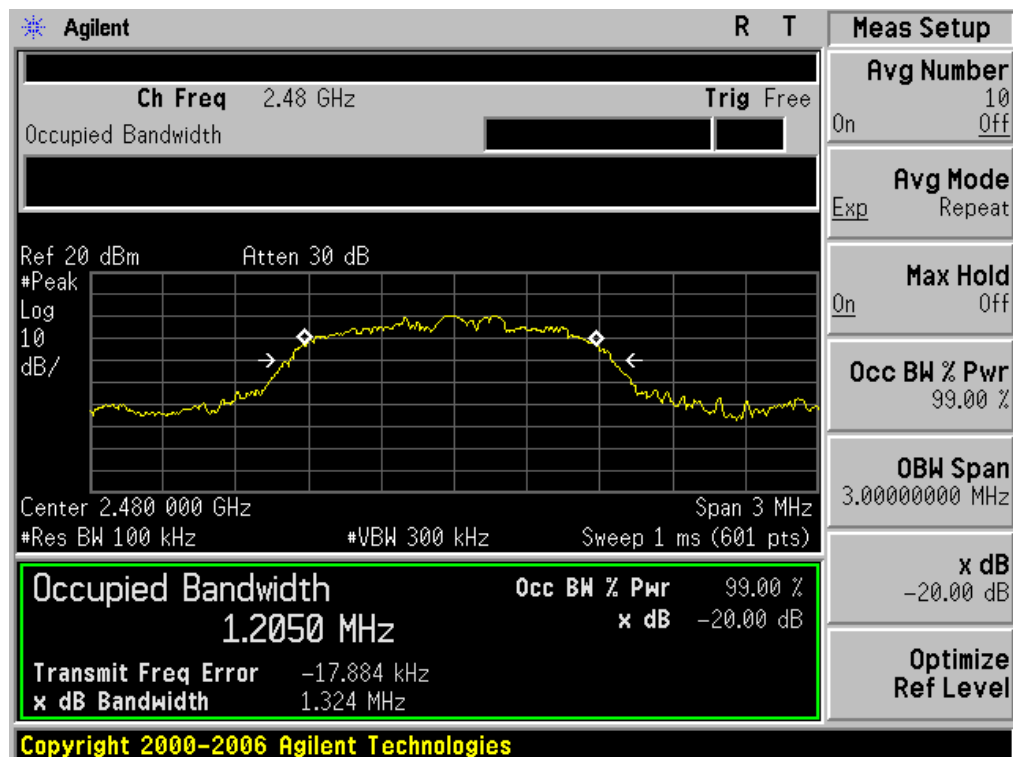 Agilent R T
Ch Freq 2.48 GHz Trig Free
Occupied Bandwidth
Ref 20 dBm Atten 30 dB
#Peak
Log
10
dB/
Center 2.480 000 GHz Span 3 MHz
#Res BW 100 kHz #VBW 300 kHz Sweep 1 ms (601 pts)
Occupied Bandwidth Occ BW % Pwr 99.00 %
1.2050 MHz x dB -20.00 dB
Transmit Freq Error -17.884 kHz
x dB Bandwidth 1.324 MHz
Copyright 2000-2006 Agilent Technologies
Meas Setup
Avg Number
10
On Off
Avg Mode
Exp Repeat
Max Hold
On Off
Occ BW % Pwr
99.00 %
OBW Span
3.00000000 MHz
x dB
-20.00 dB
Optimize
Ref Level